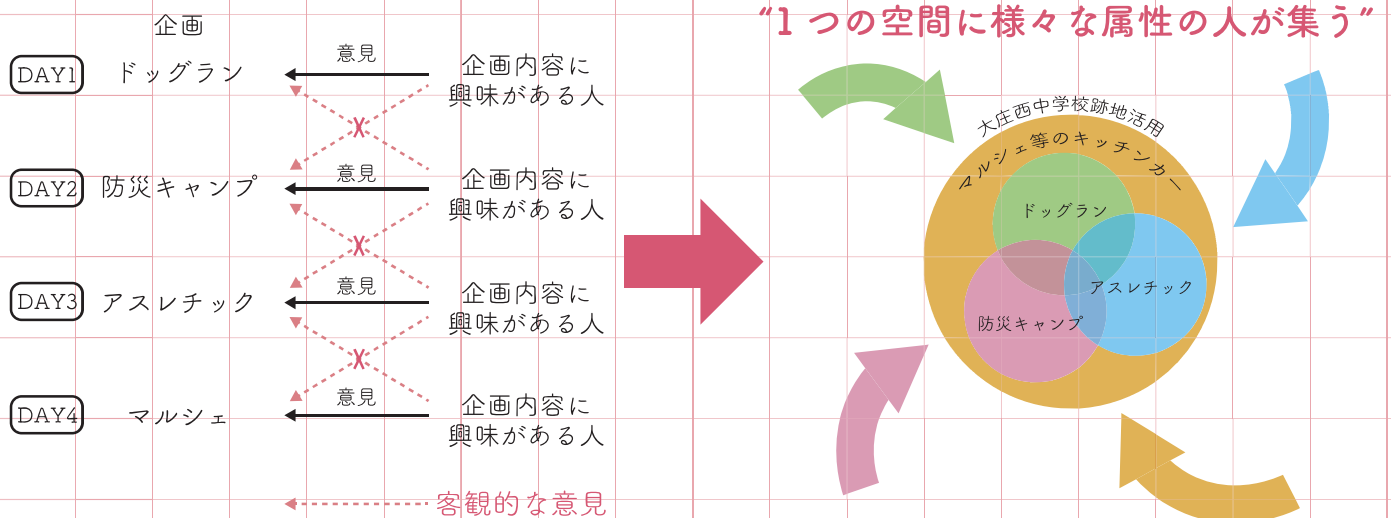 企画
DAY1 ドッグラン 意見 企画内容に
興味がある人
DAY2 防災キャンプ 意見 企画内容に
興味がある人
DAY3 アスレチック 意見 企画内容に
興味がある人
DAY4 マルシェ 意見 企画内容に
興味がある人
客観的な意見
“1つの空間に様々な属性の人が集う”
大庄西中学校跡地活用
マルシェ等のキッチンカー
ドッグラン
アスレチック
防災キャンプ